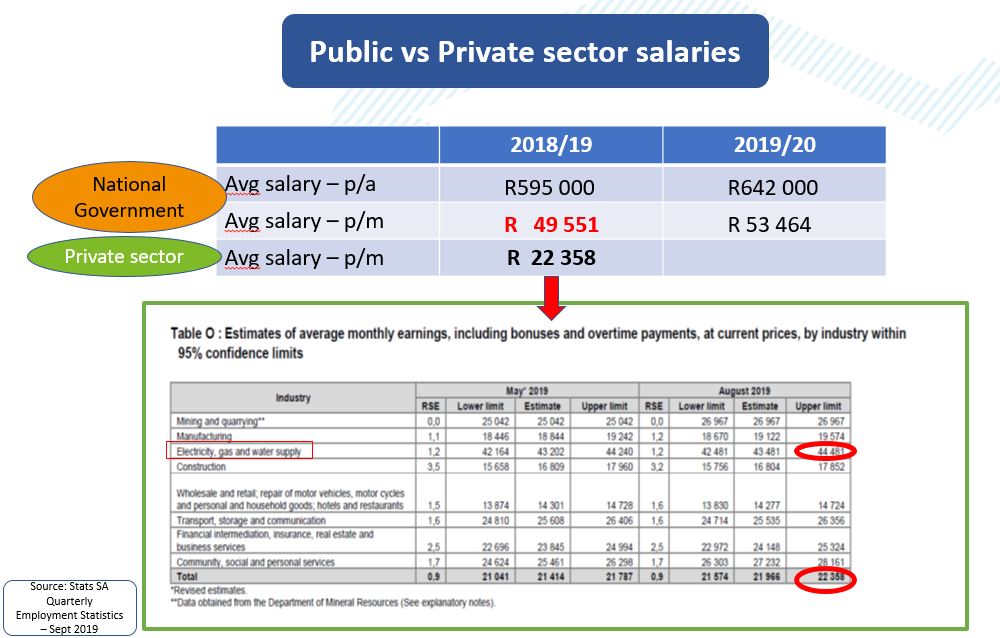 Public vs Private sector salaries
2018/19 2019/20
National
Government
Avg salary – p/a R595 000 R642 000
Avg salary – p/m R 49 551 R 53 464
Private sector
Avg salary – p/m R 22 358
Table O : Estimates of average monthly earnings, including bonuses and overtime payments, at current prices, by industry within
95% confidence limits
Industry May* 2019 August 2019
RSE Lower limit Estimate Upper limit RSE Lower limit Estimate Upper limit
Mining and quarrying** 0,0 25 042 25 042 25 042 0,0 26 967 26 967 26 967
Manufacturing 1,1 18 446 18 844 19 242 1,2 18 670 19 122 19 574
Electricity, gas and water supply 1,2 42 164 43 202 44 240 1,2 42 481 43 481 44 481
Construction 3,5 15 658 16 809 17 960 3,2 15 756 16 804 17 852
Wholesale and retail; repair of motor vehicles, motor cycles
and personal and household goods; hotels and restaurants 1,5 13 874 14 301 14 728 1,6 13 830 14 277 14 724
Transport, storage and communication 1,6 24 810 25 608 26 406 1,6 24 714 25 535 26 356
Financial intermediation, insurance, real estate and
business services 2,5 22 696 23 845 24 994 2,5 22 972 24 148 25 324
Community, social and personal services 1,7 24 624 25 461 26 298 1,7 26 303 27 232 28 161
Total 0,9 21 041 21 414 21 787 0,9 21 574 21 966 22 358
*Revised estimates.
**Data obtained from the Department of Mineral Resources (See explanatory notes).
Source: Stats SA
Quarterly
Employment Statistics
– Sept 2019